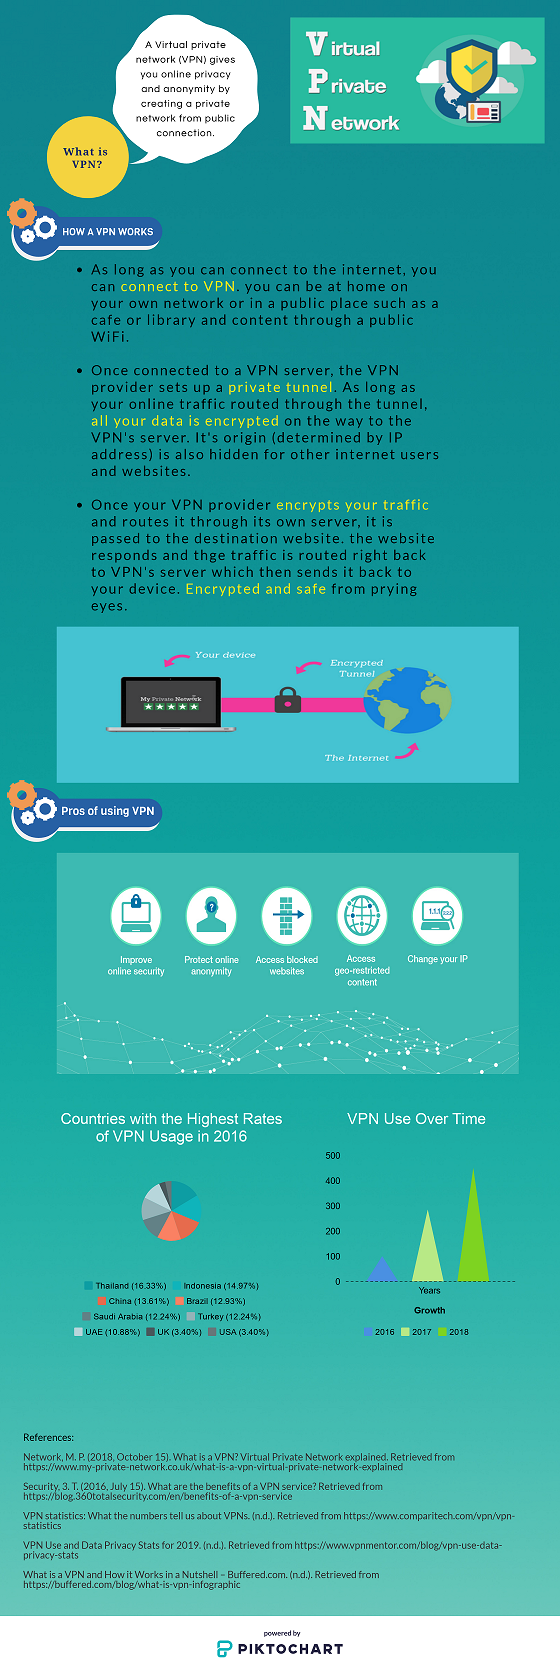 A Virtual private
network (VPN) gives
you online privacy
and anonymity by
creating a private
network from public
connection.
What is
VPN?
Virtual
Private
Network
HOW A VPN WORKS
• As long as you can connect to the internet, you
can connect to VPN. you can be at home on
your own network or in a public place such as a
cafe or library and content through a public
WiFi.
• Once connected to a VPN server, the VPN
provider sets up a private tunnel. As long as
your online traffic routed through the tunnel,
all your data is encrypted on the way to the
VPN's server. It's origin (determined by IP
address) is also hidden for other internet users
and websites.
• Once your VPN provider encrypts your traffic
and routes it through its own server, it is
passed to the destination website. the website
responds and thge traffic is routed right back
to VPN's server which then sends it back to
your device. Encrypted and safe from prying
eyes.
Your device
Encrypted
Tunnel
My Private Network
The Internet
Pros of using VPN
?
1.1.1
2.2.2
Improve
online security
Protect online
anonymity
Access blocked
websites
Access
geo-restricted
content
Change your IP
Countries with the Highest Rates
of VPN Usage in 2016
Thailand (16.33%) Indonesia (14.97%)
China (13.61%) Brazil (12.93%)
Saudi Arabia (12.24%) Turkey (12.24%)
UAE (10.88%) UK (3.40%) USA (3.40%)
VPN Use Over Time
500
400
300
200
100
0
Years
Growth
2016 2017 2018
References:
Network, M. P. (2018, October 15). What is a VPN? Virtual Private Network explained. Retrieved from
https://www.my-private-network.co.uk/what-is-a-vpn-virtual-private-network-explained
Security, 3. T. (2016, July 15). What are the benefits of a VPN service? Retrieved from
https://blog.360totalsecurity.com/en/benefits-of-a-vpn-service
VPN statistics: What the numbers tell us about VPNs. (n.d.). Retrieved from https://www.comparitech.com/vpn/vpn-
statistics
VPN Use and Data Privacy Stats for 2019. (n.d.). Retrieved from https://www.vpnmentor.com/blog/vpn-use-data-
privacy-stats
What is a VPN and How it Works in a Nutshell – Buffered.com. (n.d.). Retrieved from
https://buffered.com/blog/what-is-vpn-infographic
powered by
PIKTOCHART